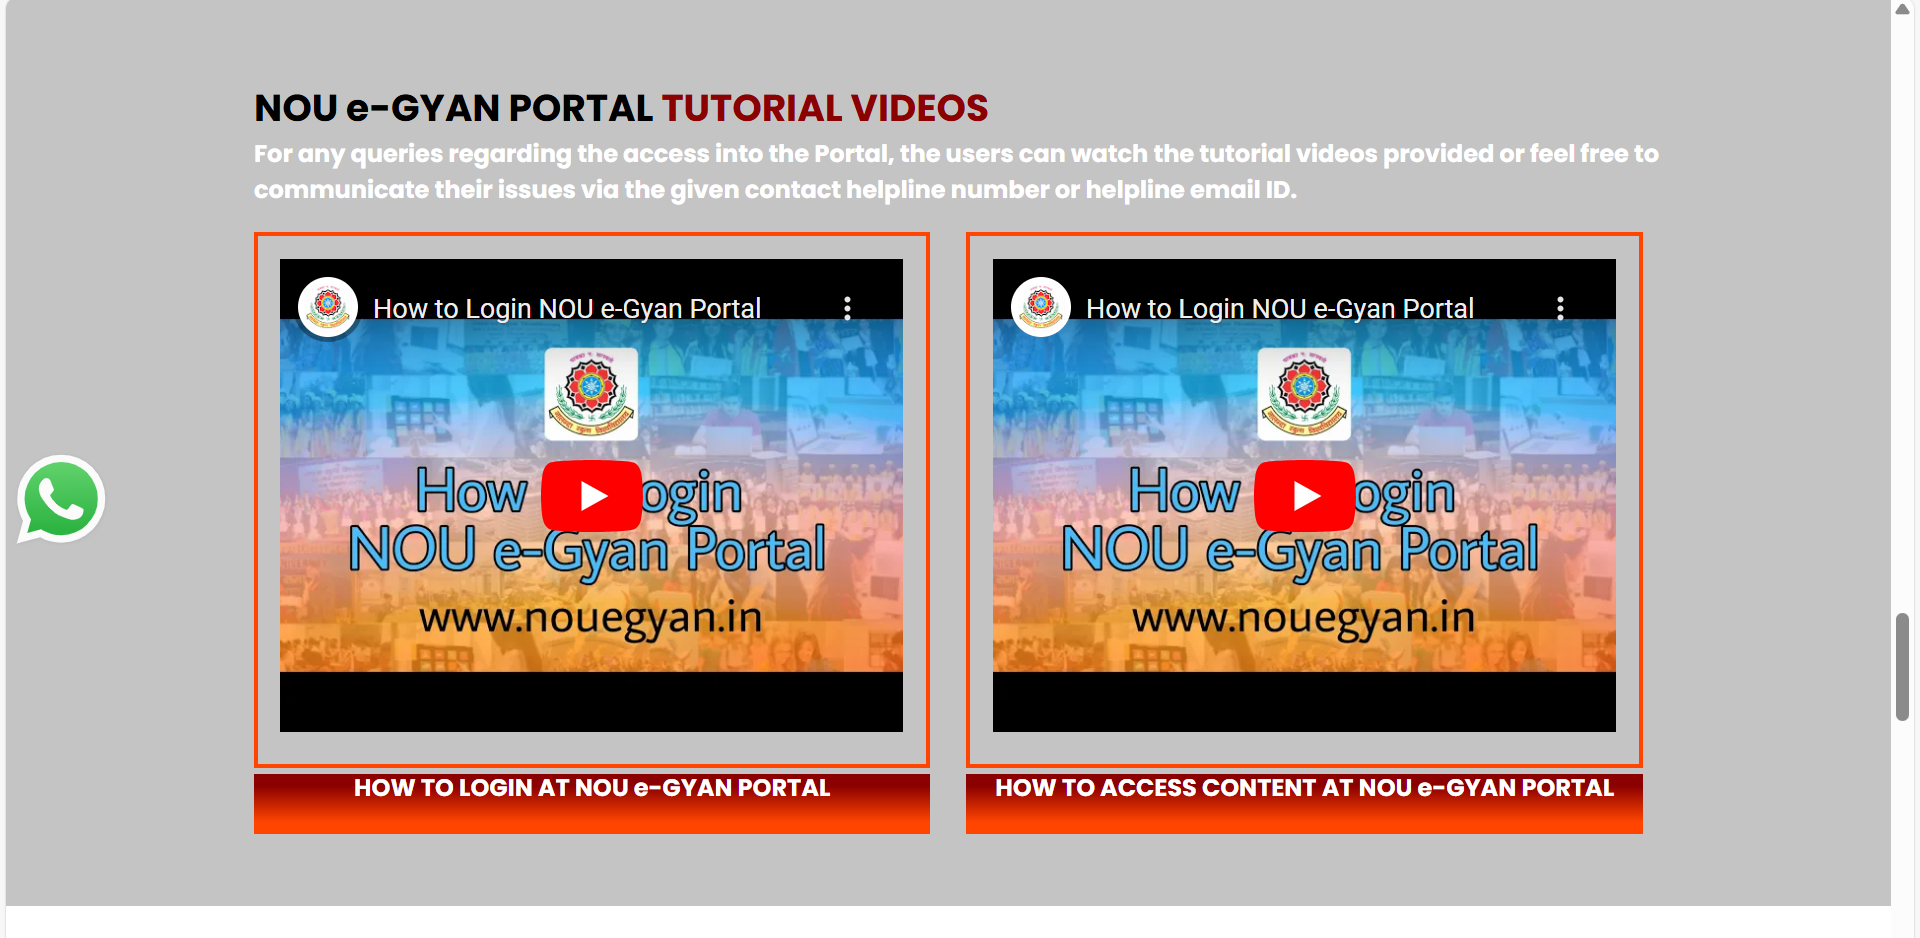 NOU e-GYAN PORTAL TUTORIAL VIDEOS
For any queries regarding the access into the Portal, the users can watch the tutorial videos provided or feel free to
communicate their issues via the given contact helpline number or helpline email ID.
How to Login NOU e-Gyan Portal
How ogin
NOU e-Gyan Portal
www.nouegyan.in
HOW TO LOGIN AT NOU e-GYAN PORTAL
How to Login NOU e-Gyan Portal
How ogin
NOU e-Gyan Portal
www.nouegyan.in
HOW TO ACCESS CONTENT AT NOU e-GYAN PORTAL